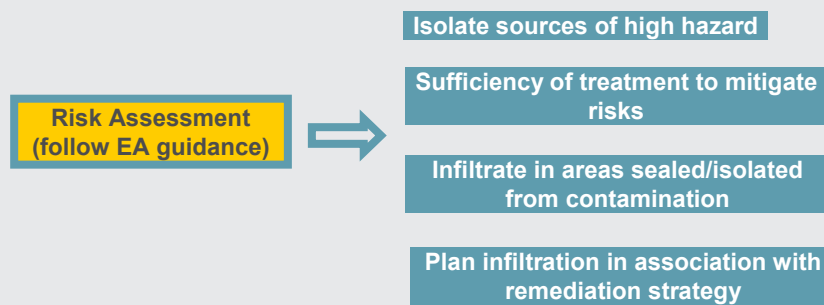 Risk Assessment
(follow EA guidance)
Isolate sources of high hazard
Sufficiency of treatment to mitigate
risks
Infiltrate in areas sealed/isolated
from contamination
Plan infiltration in association with
remediation strategy